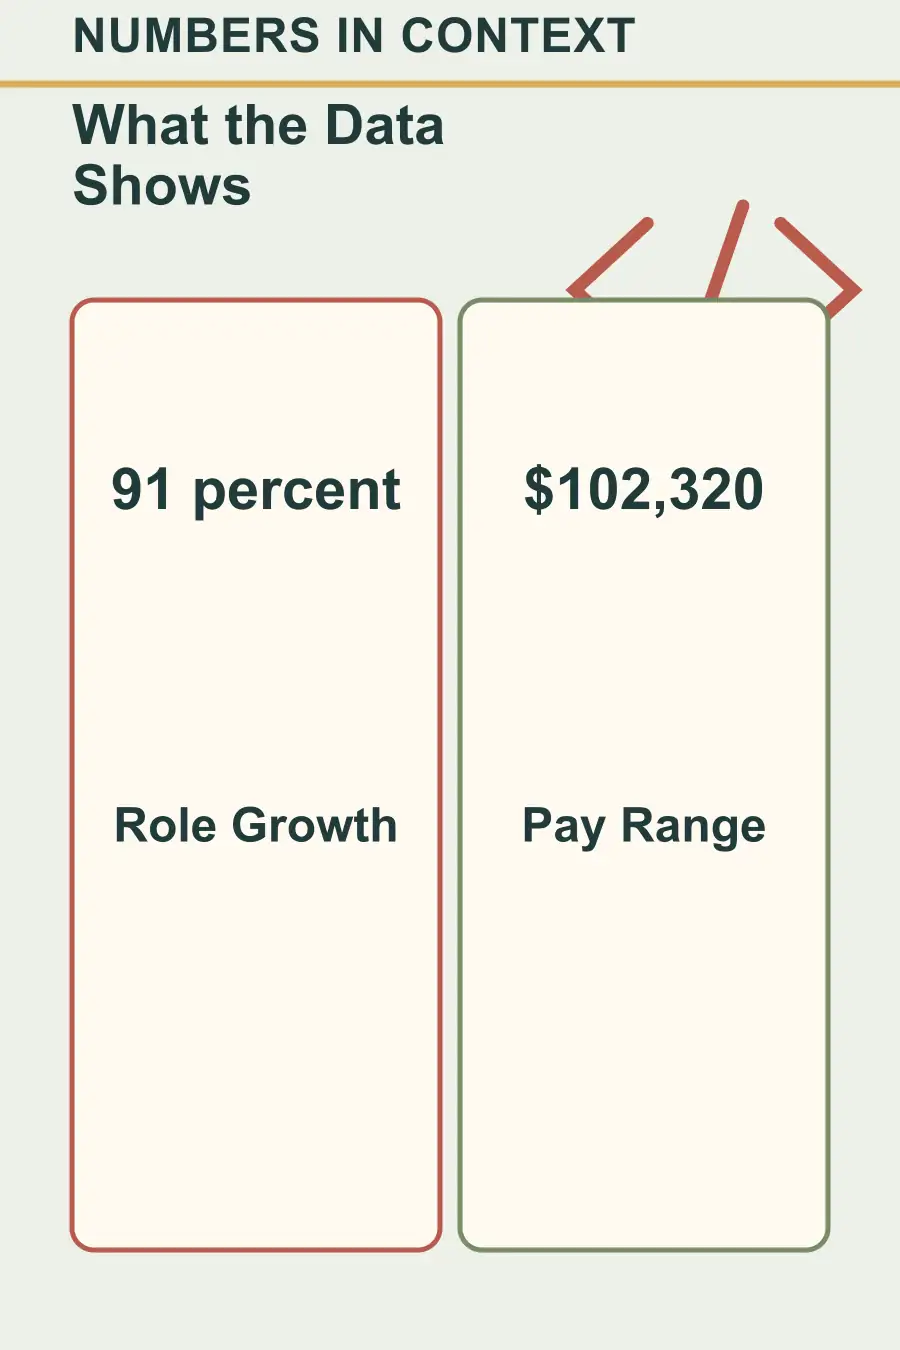 NUMBERS IN CONTEXT
What the Data
Shows
91 percent
Role Growth
$102,320
Pay Range